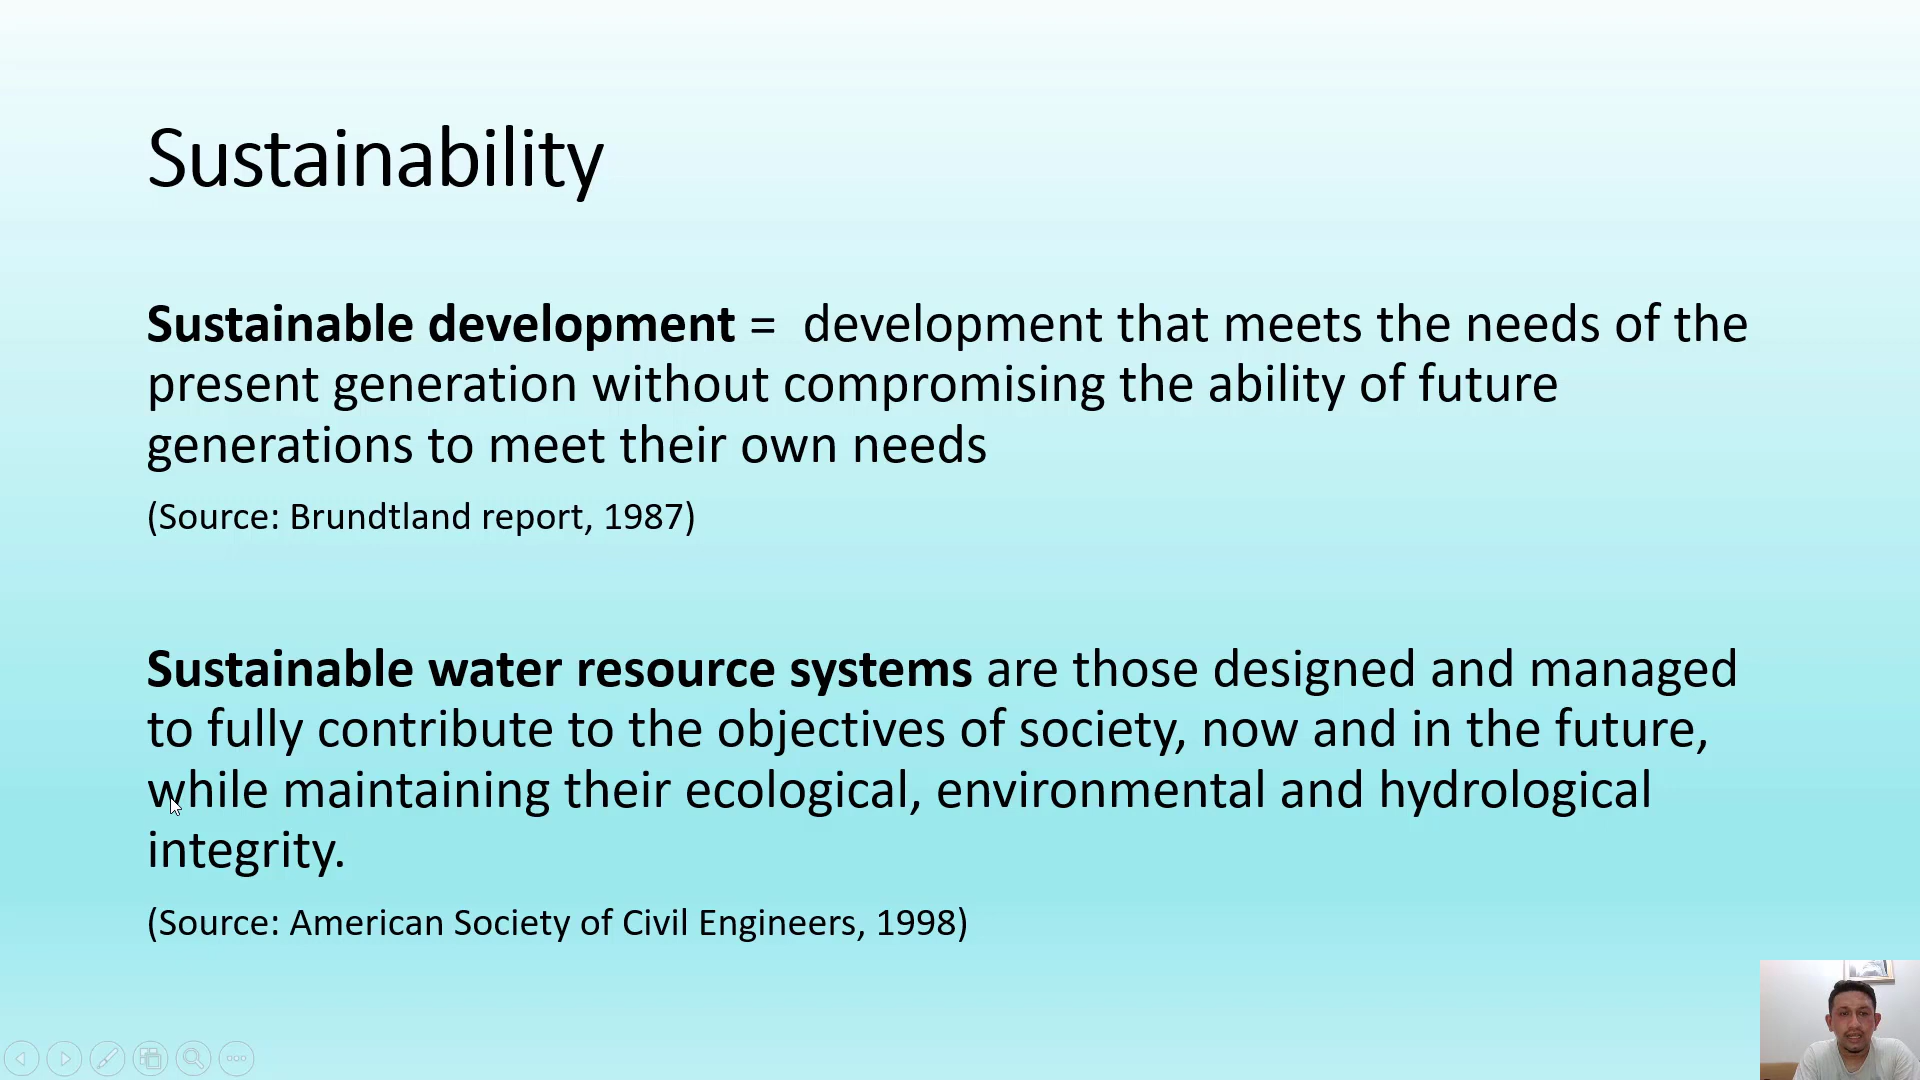 Sustainability
Sustainable development =  development that meets the needs of the
present generation without compromising the ability of future
generations to meet their own needs
(Source: Brundtland report, 1987)
Sustainable water resource systems are those designed and managed
to fully contribute to the objectives of society, now and in the future,
while maintaining their ecological, environmental and hydrological
integrity.
(Source: American Society of Civil Engineers, 1998)